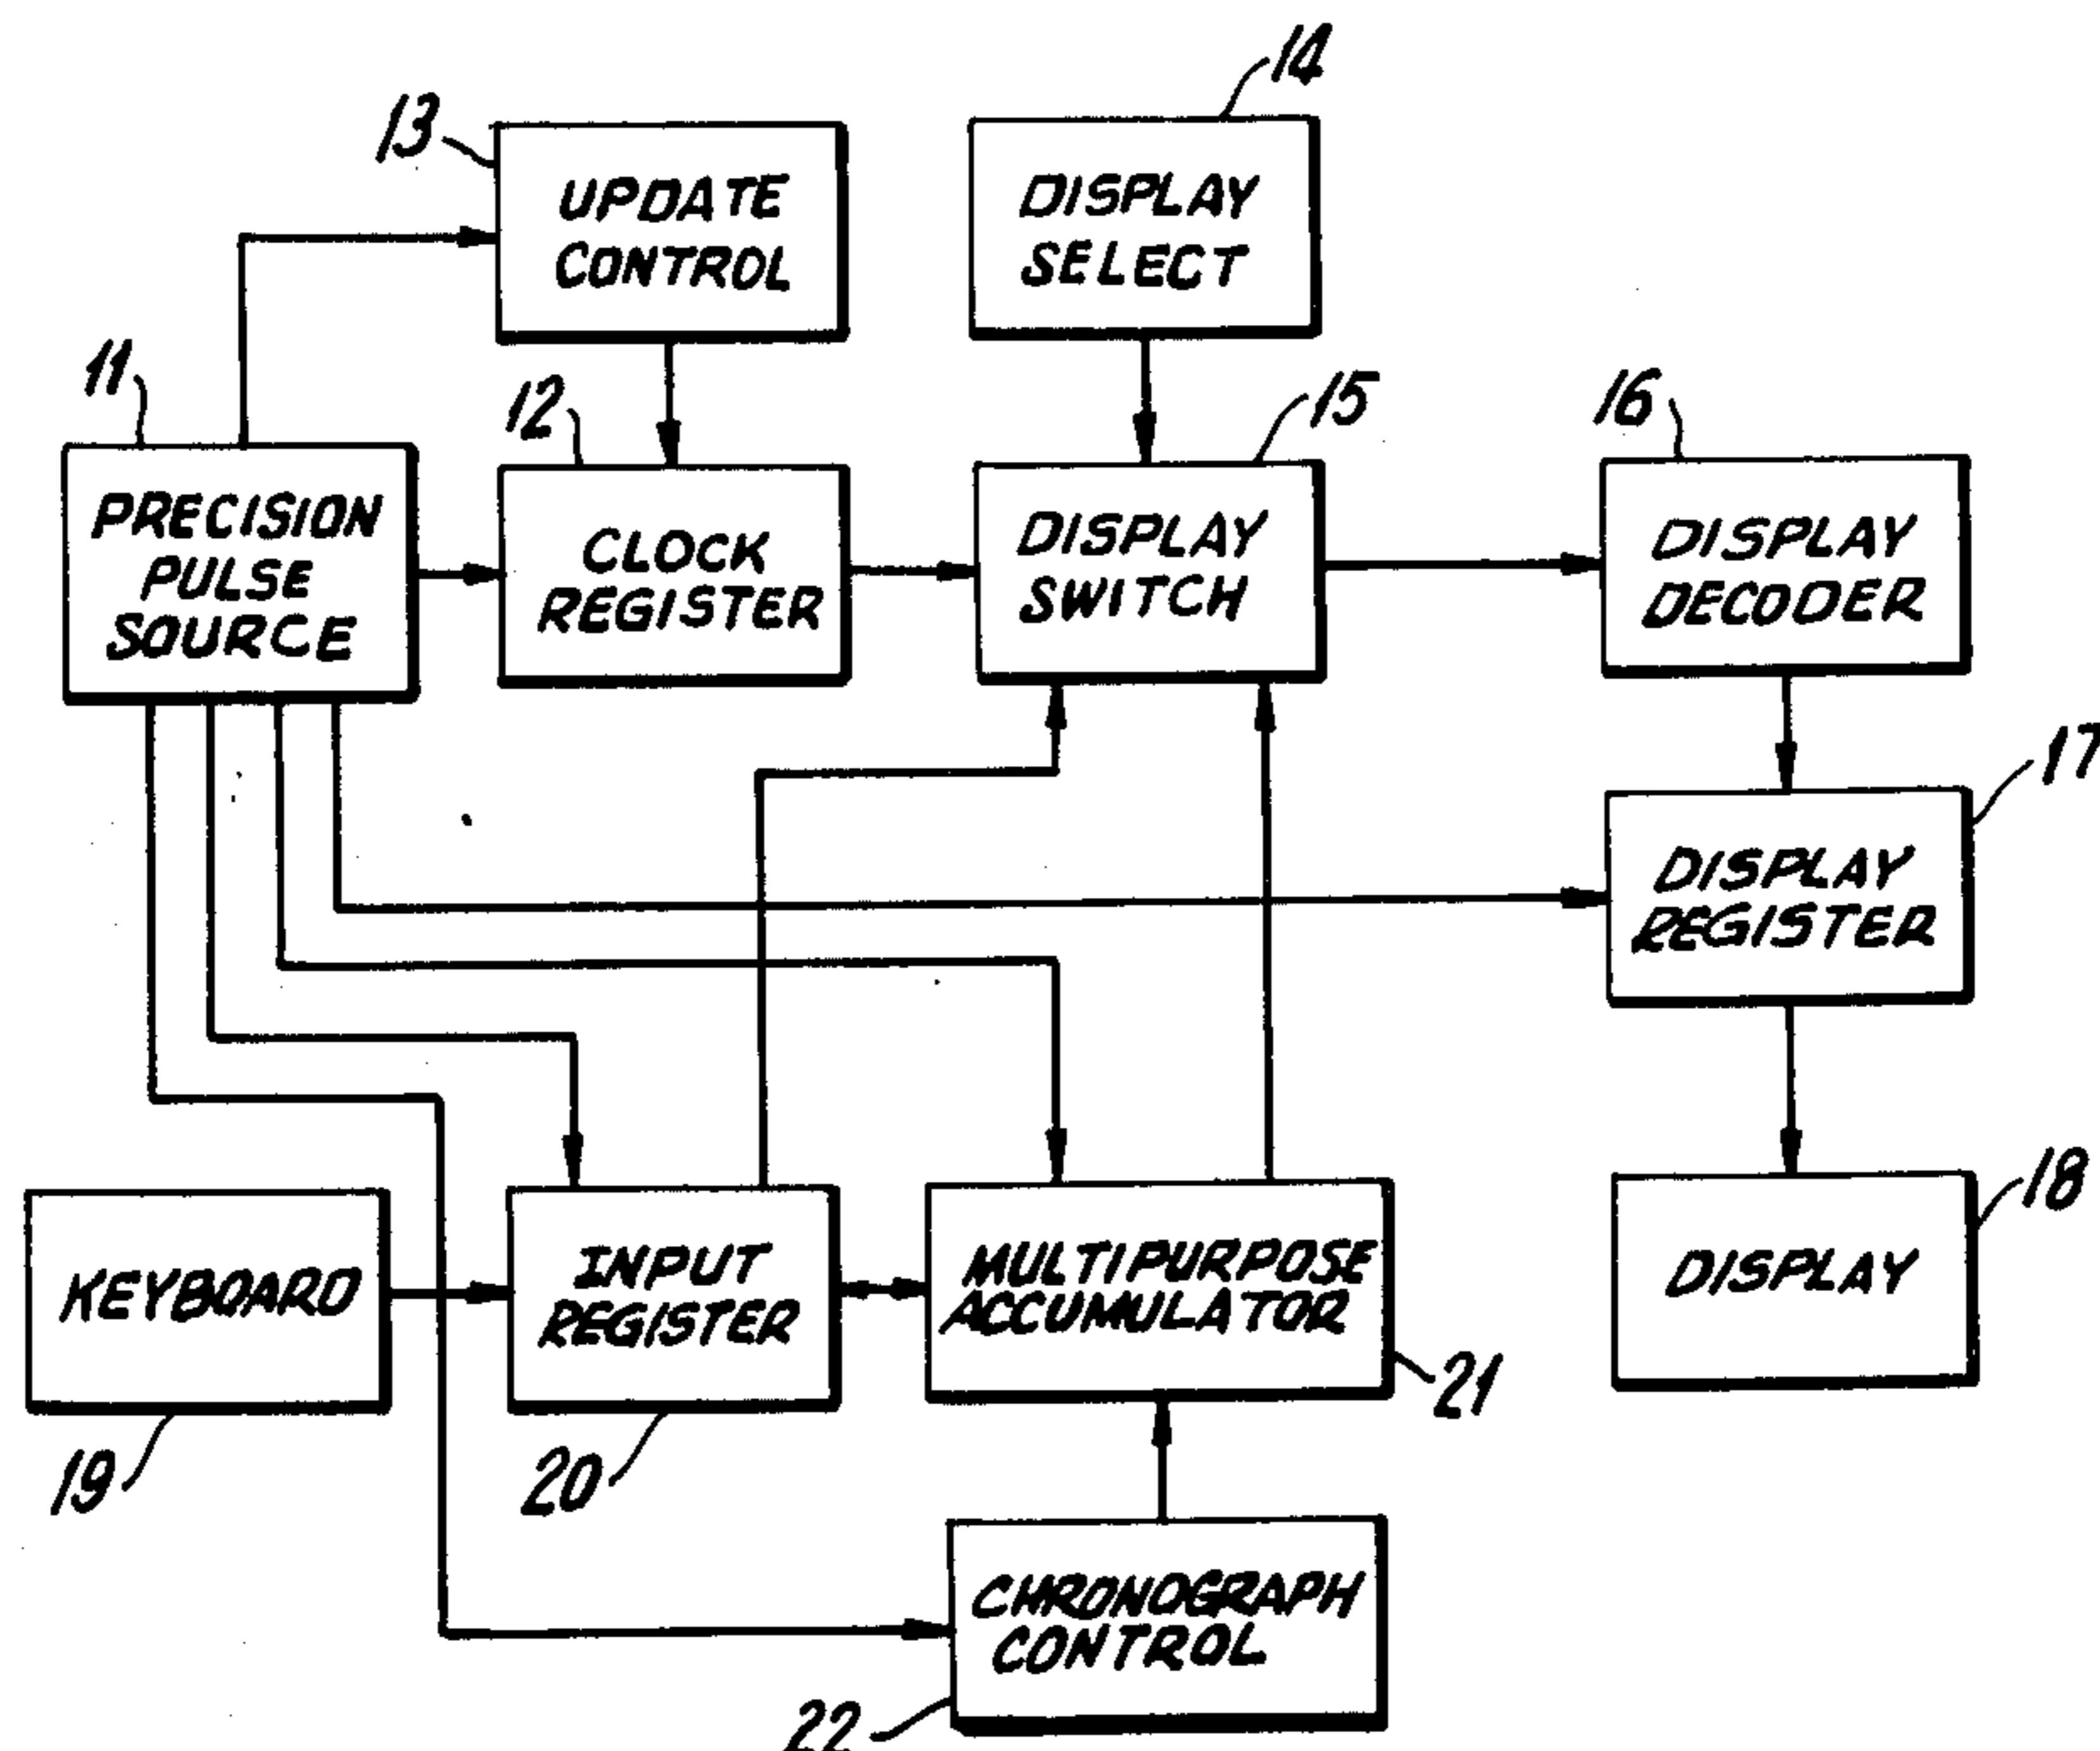 14
13
UPDATE
CONTROL
DISPLAY
SELECT
11
12
15
16
PRECISION
PULSE
SOURCE
CLOCK
REGISTER
DISPLAY
SWITCH
DISPLAY
DECODER
17
DISPLAY
REGISTER
18
KEYBOARD
INPUT
REGISTER
MULTIPURPOSE
ACCUMULATOR
DISPLAY
21
19
20
CHRONOGRAPH
CONTROL
22